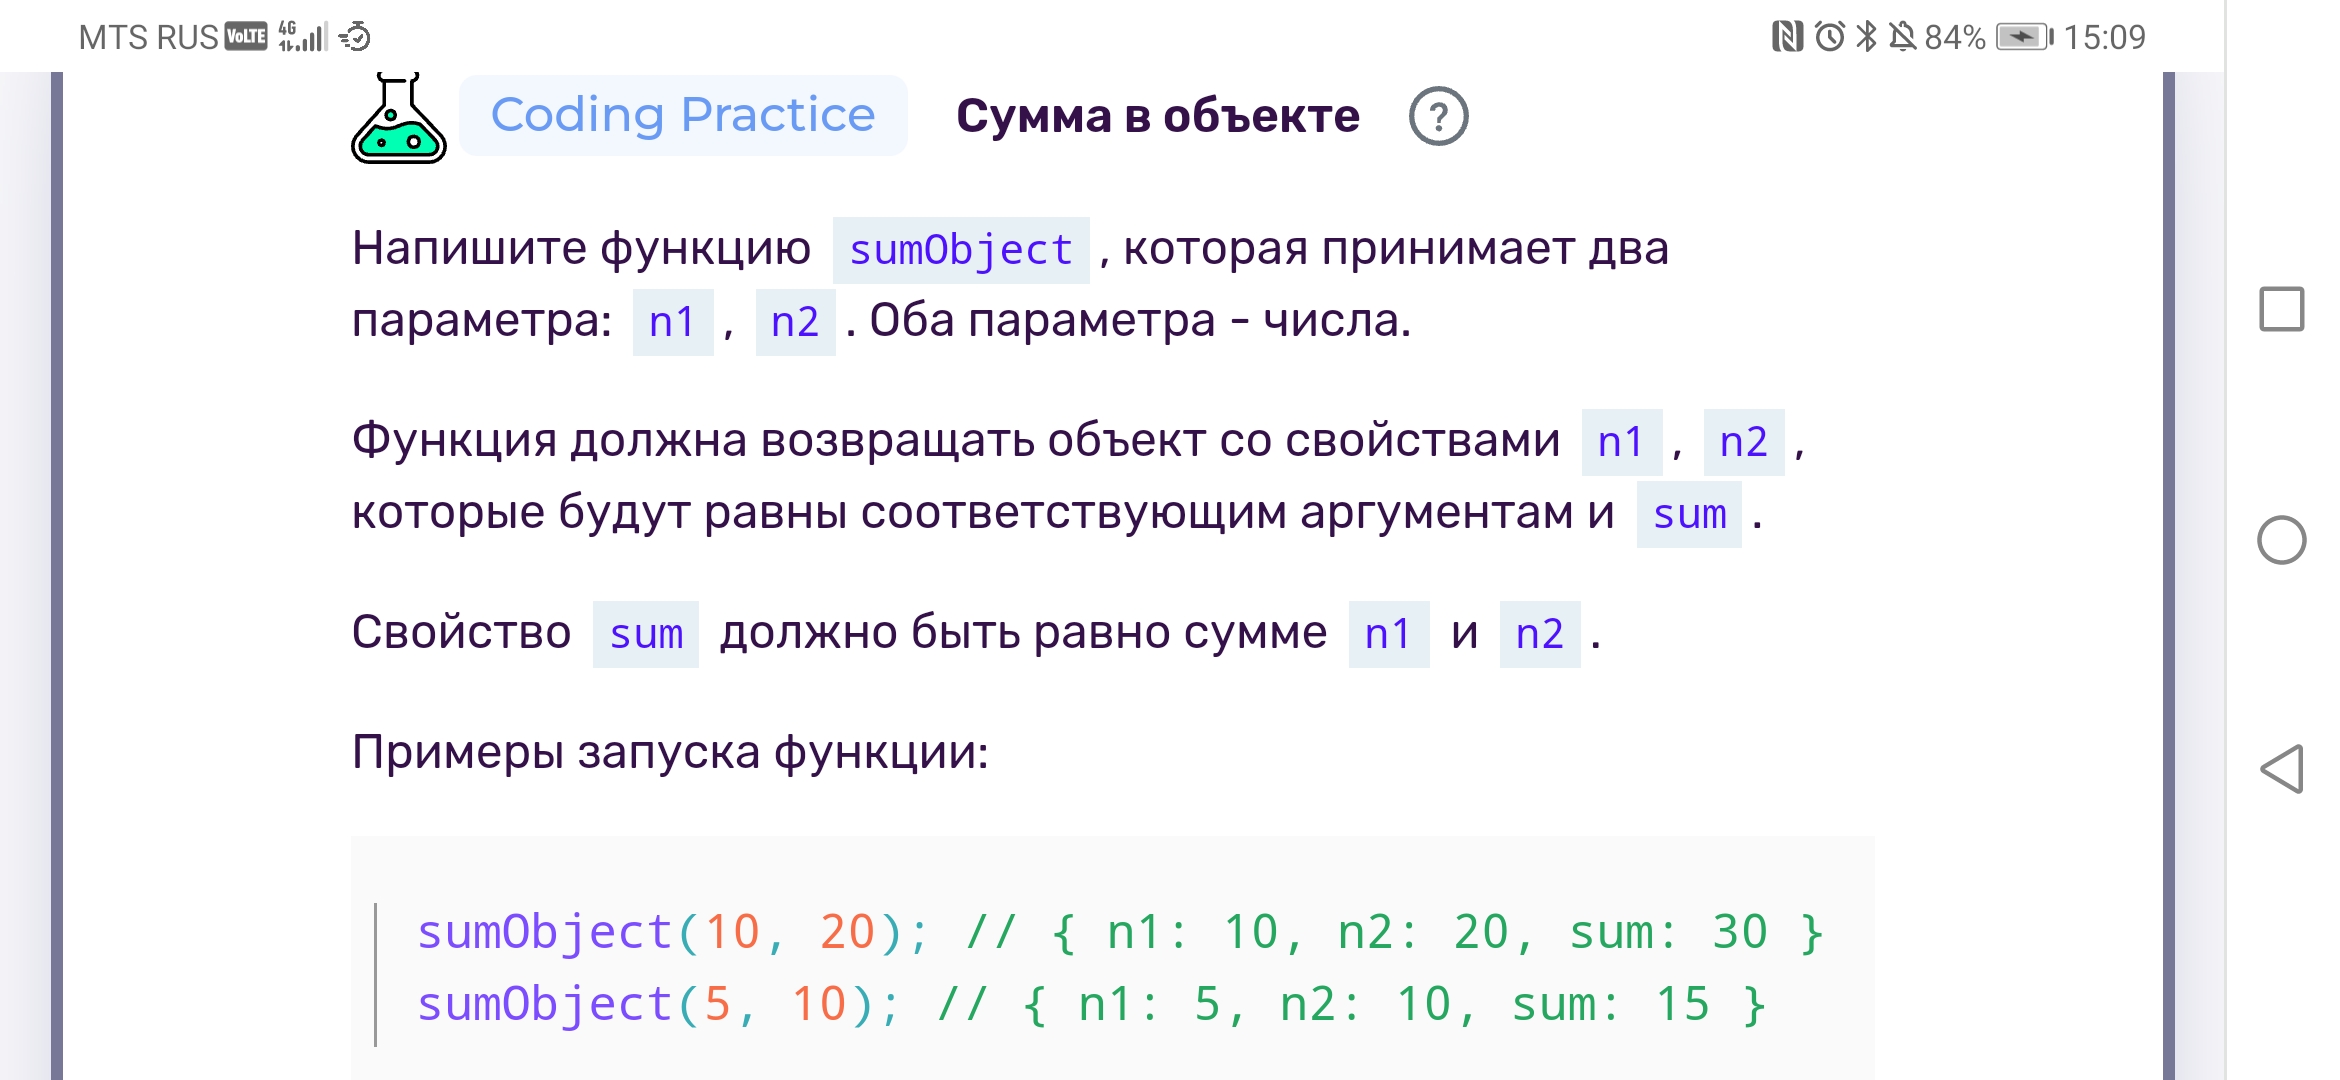 MTS RUS VoLTE 4G 84% 15:09
Coding Practice Сумма в объекте ?
Напишите функцию sumObject , которая принимает два
параметра: n1 , n2 . Оба параметра - числа.
Функция должна возвращать объект со свойствами n1 , n2 ,
которые будут равны соответствующим аргументам и sum .
Свойство sum должно быть равно сумме n1 и n2 .
Примеры запуска функции:
sumObject(10, 20); // { n1: 10, n2: 20, sum: 30 }
sumObject(5, 10); // { n1: 5, n2: 10, sum: 15 }